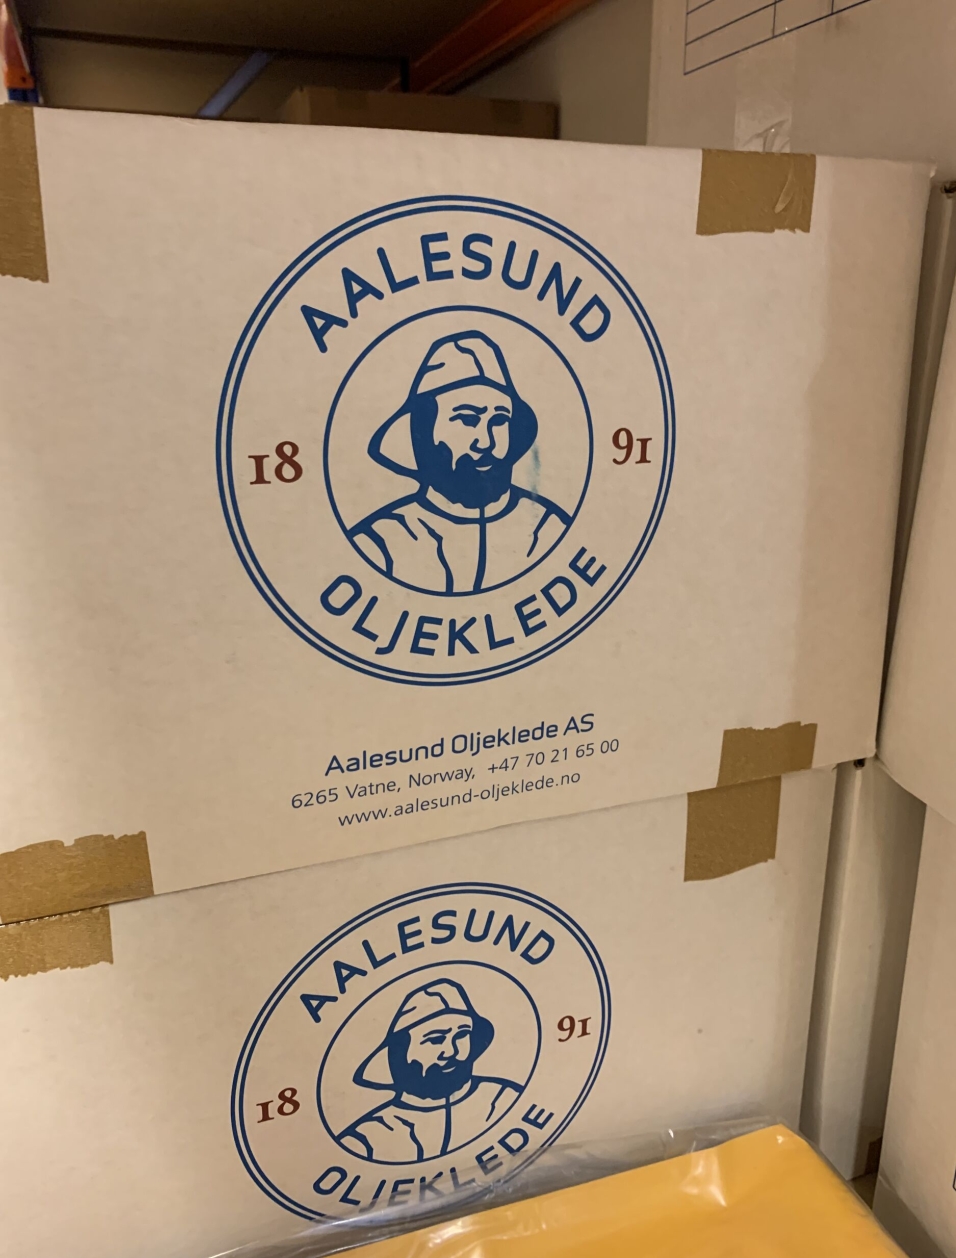 AALESUND
18 91
OLJEKLEDE
Aalesund Oljeklede AS
6265 Vatne, Norway, +47 70 21 65 00
www.aalesund-oljeklede.no
AALESUND
18 91
OLJEKLEDE